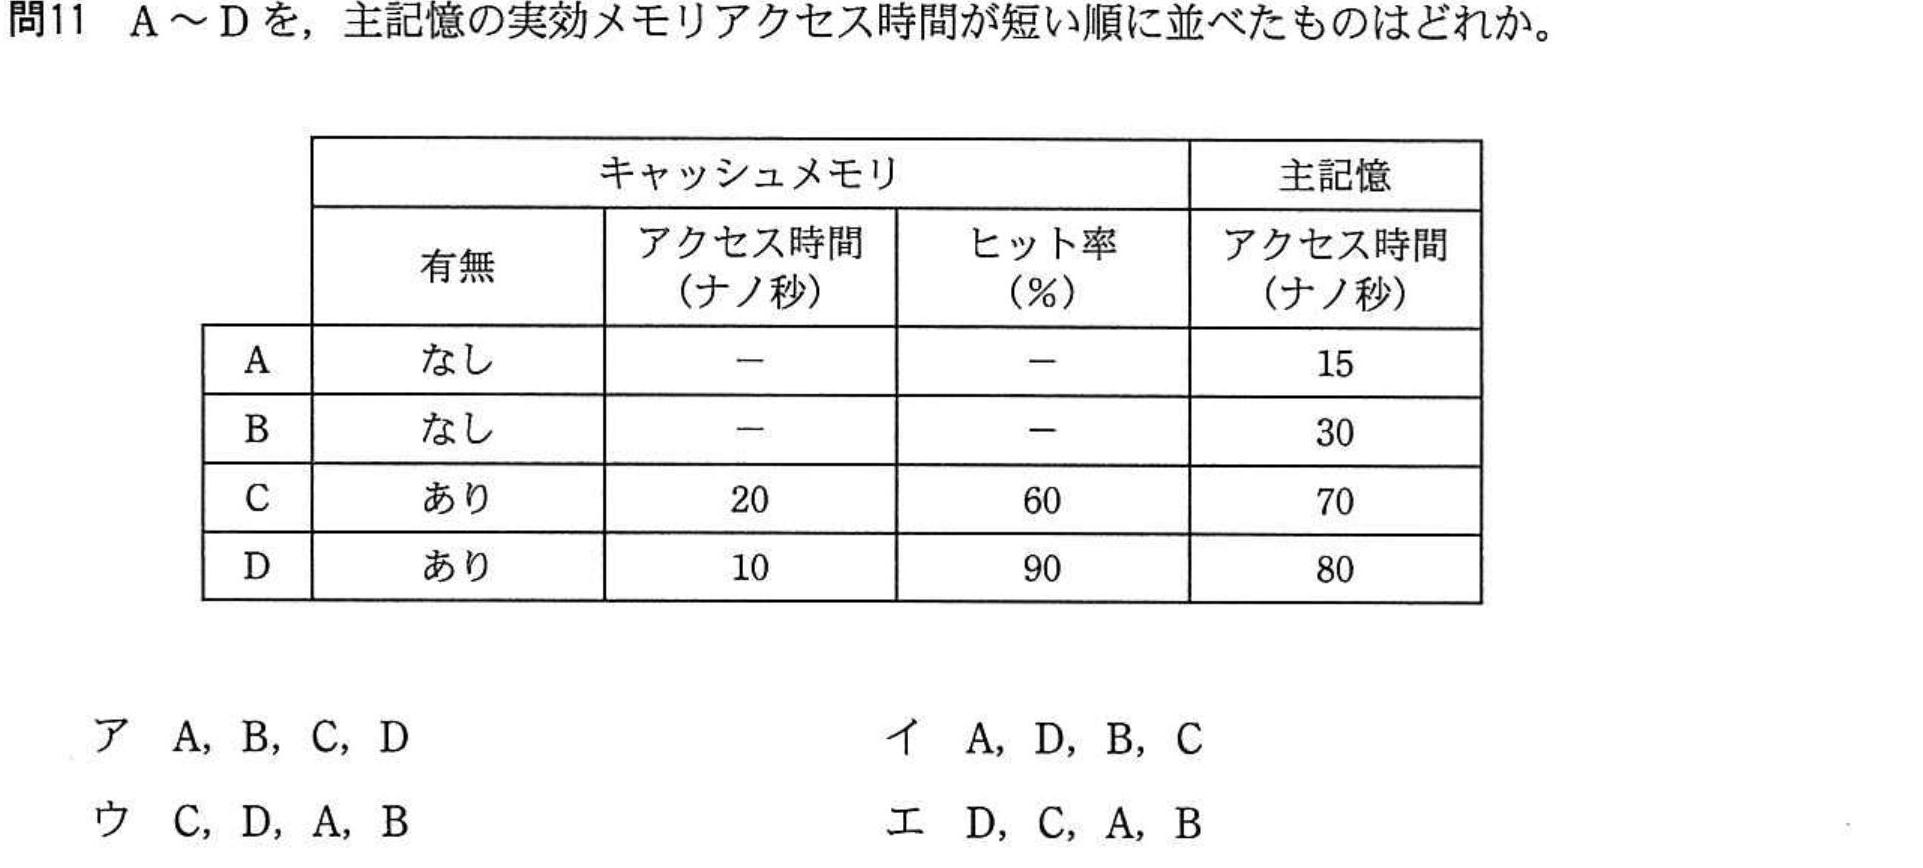 問11 A～Dを，主記憶の実効メモリアクセス時間が短い順に並べたものはどれか。
キャッシュメモリ 主記憶
有無 アクセス時間（ナノ秒） ヒット率（％） アクセス時間（ナノ秒）
A なし － － 15
B なし － － 30
C あり 20 60 70
D あり 10 90 80
ア A，B，C，D イ A，D，B，C
ウ C，D，A，B エ D，C，A，B